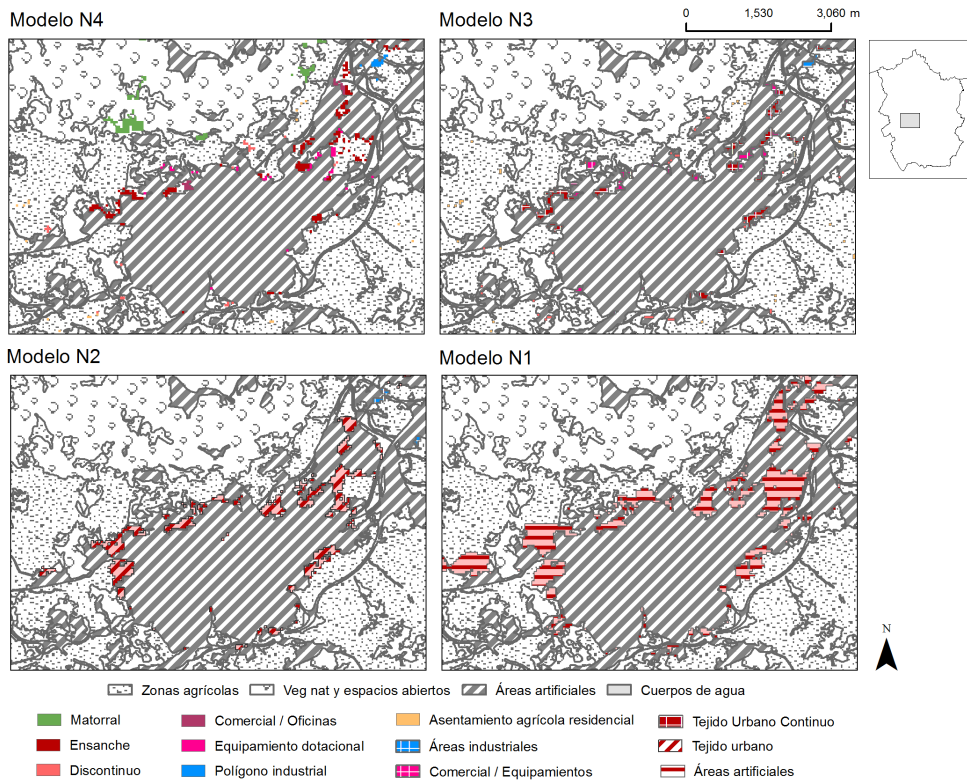 Modelo N4
Modelo N3
0 1,530 3,060 m
Modelo N2
Modelo N1
N
Zonas agrícolas Veg nat y espacios abiertos Áreas artificiales Cuerpos de agua
Matorral Comercial / Oficinas Asentamiento agrícola residencial Tejido Urbano Continuo
Ensanche Equipamiento dotacional Áreas industriales Tejido urbano
Discontinuo Polígono industrial Comercial / Equipamientos Áreas artificiales